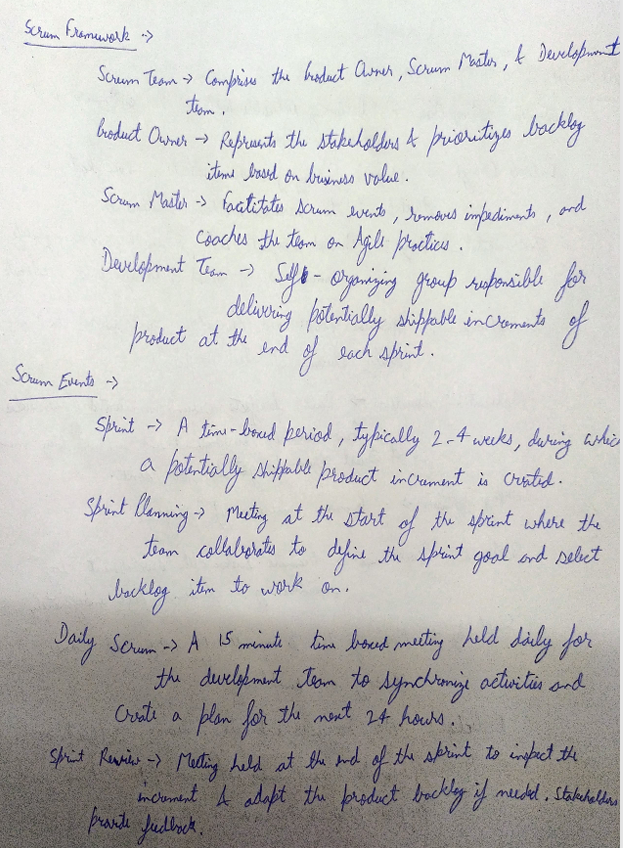 Scrum Framework ->
Scrum Team -> Comprises the Product Owner, Scrum Master, & Development
team.
Product Owner -> Represents the stakeholders & prioritizes backlog
items based on business value.
Scrum Master -> Facilitates scrum events, removes impediments, and
coaches the team on Agile practices.
Development Team -> Self - organizing group responsible for
delivering potentially shippable increments of
product at the end of each sprint.
Scrum Events ->
Sprint -> A time-boxed period, typically 2-4 weeks, during whic
a potentially shippable product increment is created.
Sprint Planning -> Meeting at the start of the sprint where the
team collaborates to define the sprint goal and select
backlog item to work on.
Daily Scrum -> A 15 minute time boxed meeting held daily for
the development team to synchronize activities and
Create a plan for the next 24 hours.
Sprint Review -> Meeting held at the end of the sprint to inspect the
increment & adapt the product backlog if needed. Stakeholders
provide feedback.